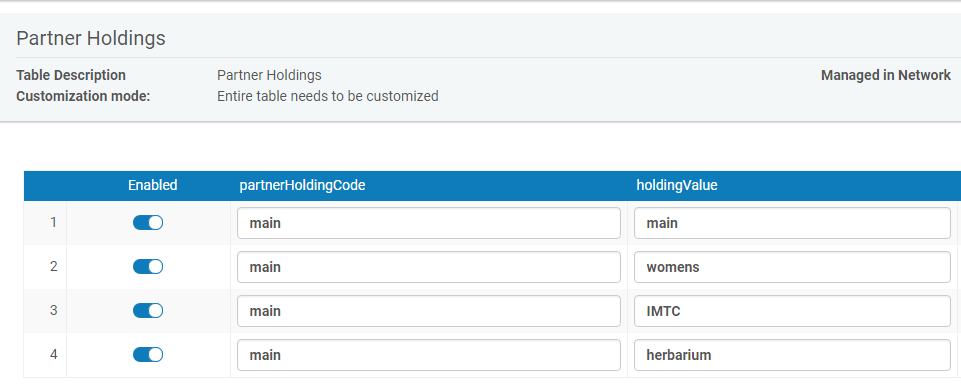 Partner Holdings
Table Description Partner Holdings Managed in Network
Customization mode: Entire table needs to be customized
Enabled partnerHoldingCode holdingValue
1 main main
2 main womens
3 main IMTC
4 main herbarium